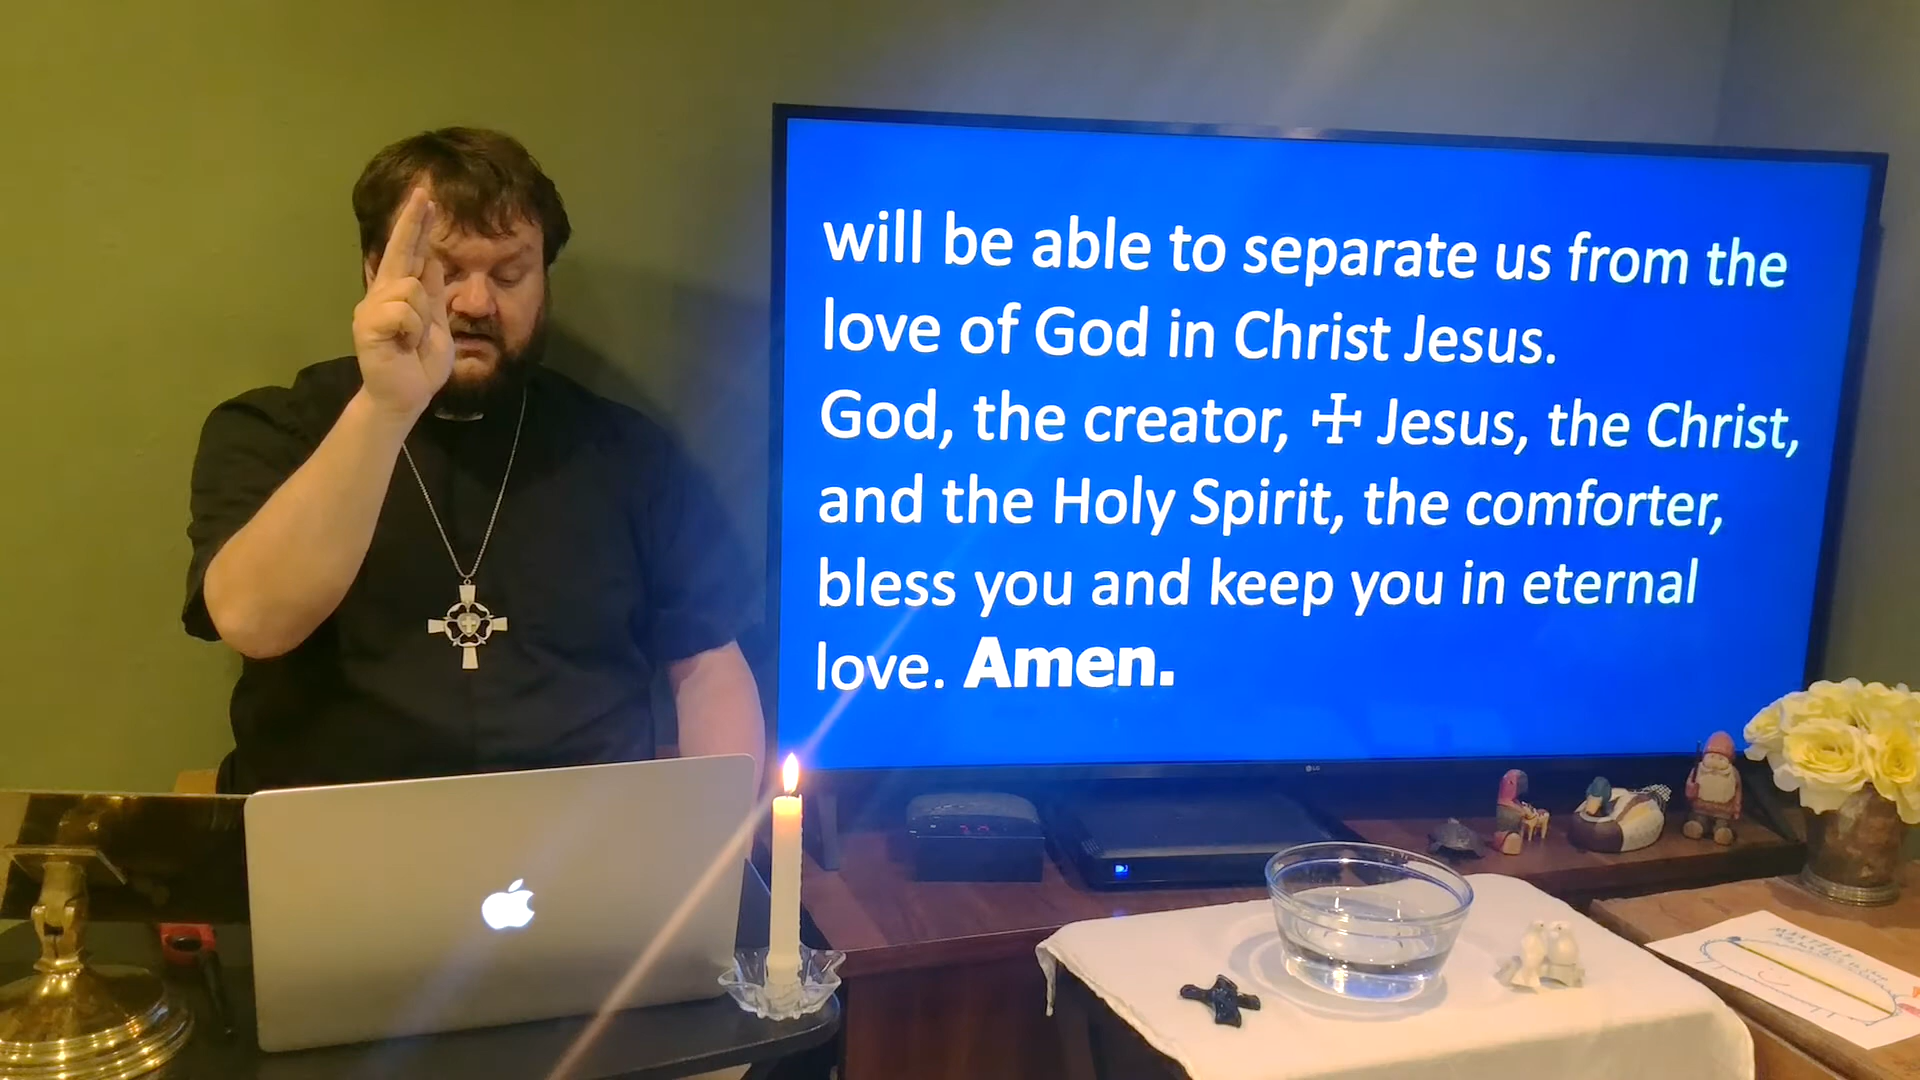 will be able to separate us from the
love of God in Christ Jesus.
God, the creator, ☩ Jesus, the Christ,
and the Holy Spirit, the comforter,
bless you and keep you in eternal
love. Amen.
LG